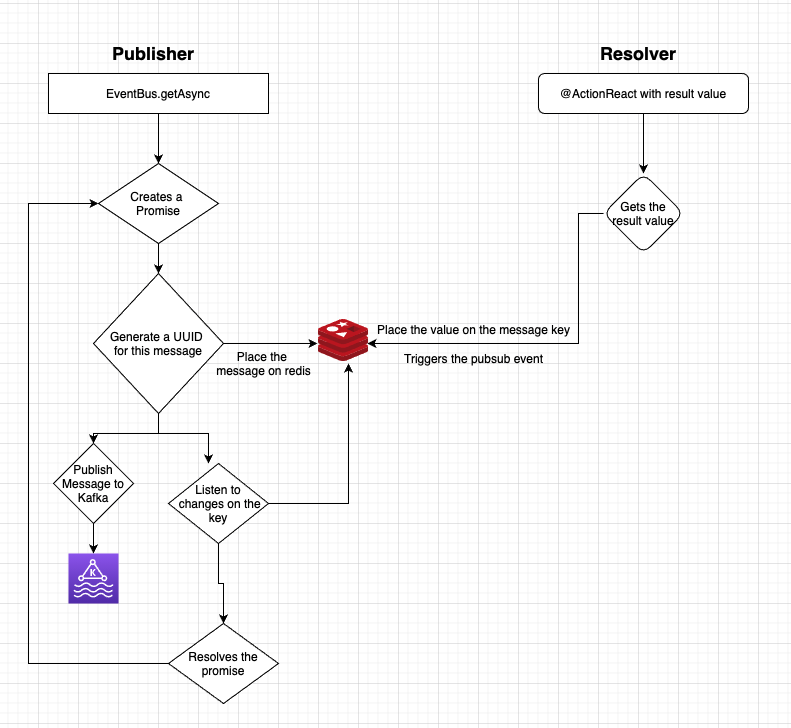 Publisher
Resolver
EventBus.getAsync
@ActionReact with result value
Creates a
Promise
Gets the
result value
Generate a UUID
for this message
Place the
message on redis
Place the value on the message key
Triggers the pubsub event
Publish
Message to
Kafka
Listen to
changes on the
key
K
Resolves the
promise